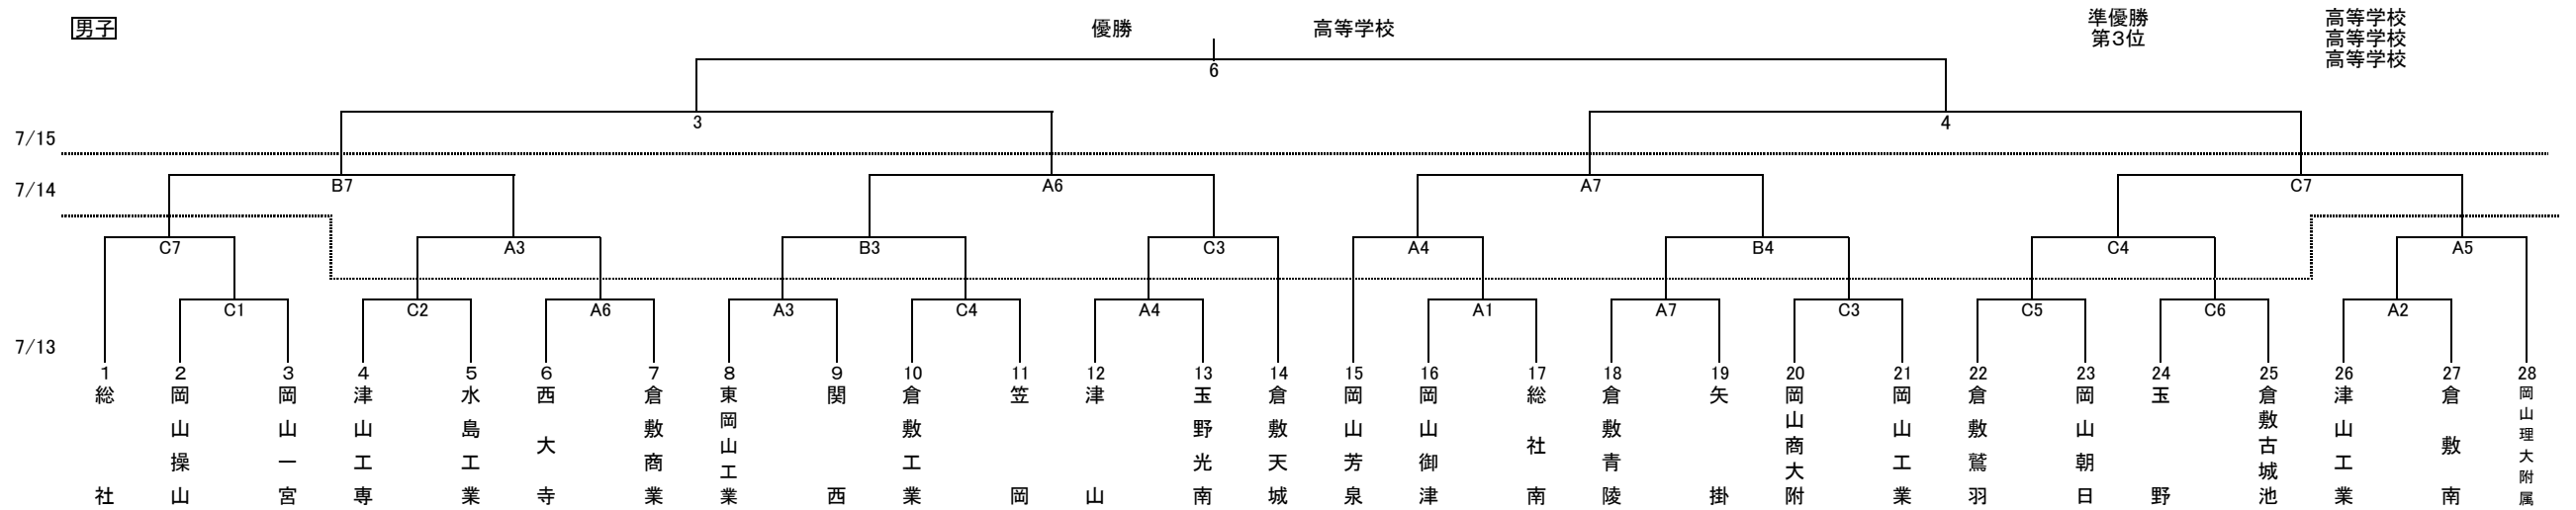 男子
優勝 高等学校
準優勝 高等学校
第3位 高等学校
高等学校
6
3 4
7/15
7/14
B7 A6 A7 C7
C7 A3 B3 C3 A4 B4 C4 A5
C1 C2 A6 A3 C4 A4 A1 A7 C3 C5 C6 A2
7/13
1 2 3 4 5 6 7 8 9 10 11 12 13 14 15 16 17 18 19 20 21 22 23 24 25 26 27 28
総社
岡山操山
岡山一宮
津山工専
水島工業
西大寺
倉敷商業
東岡山工業
関西
倉敷工業
笠岡
津山
玉野光南
倉敷天城
岡山芳泉
岡山御津
総社南
倉敷青陵
矢掛
岡山商大附
岡山工業
倉敷鷲羽
岡山朝日
玉野
倉敷古城池
津山工業
倉敷南
岡山理大附属